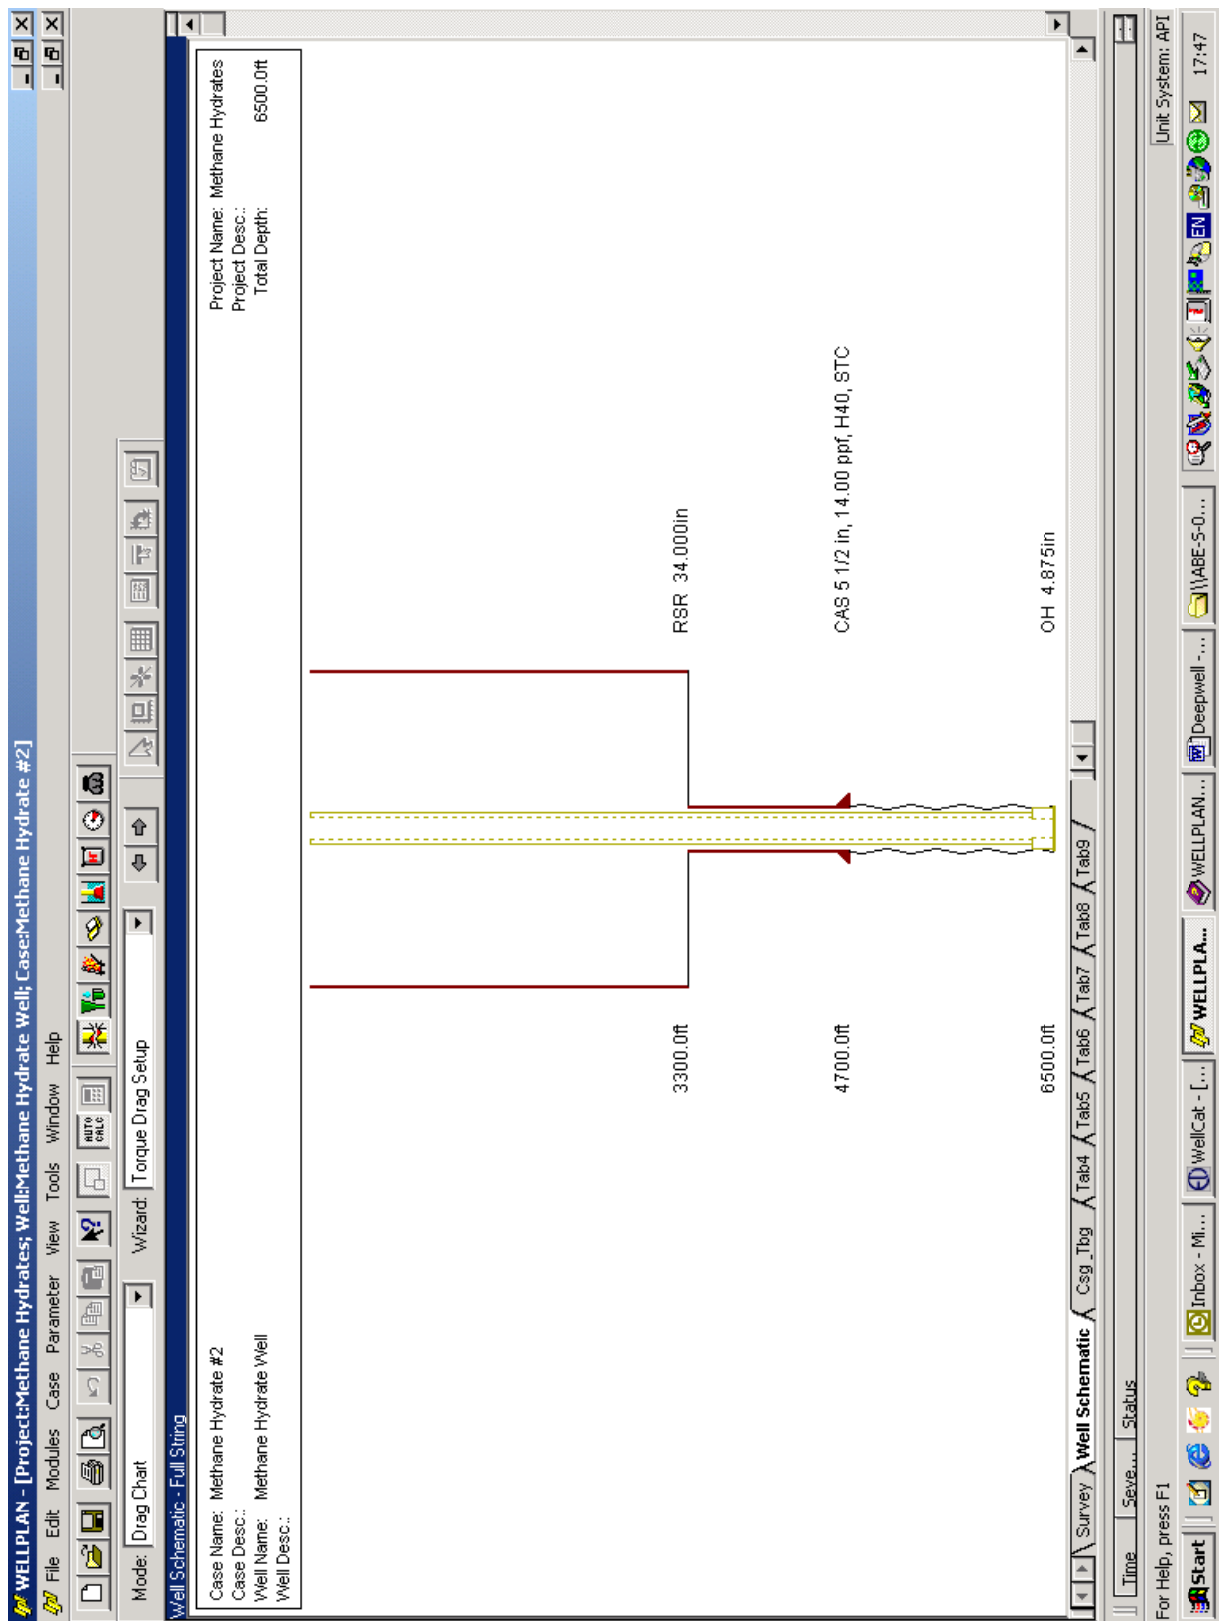 WELLPLAN - [Project:Methane Hydrates; Well:Methane Hydrate Well; Case:Methane Hydrate #2]
File Edit Modules Case Parameter View Tools Window Help
AUTO CALC
Mode: Drag Chart Wizard: Torque Drag Setup
Well Schematic - Full String
Case Name: Methane Hydrate #2 Project Name: Methane Hydrates
Case Desc.: Project Desc.:
Well Name: Methane Hydrate Well Total Depth: 6500.0ft
Well Desc.:
3300.0ft RSR 34.000in
4700.0ft CAS 5 1/2 in, 14.00 ppf, H40, STC
6500.0ft OH 4.875in
Survey Well Schematic Csg_Tbg Tab4 Tab5 Tab6 Tab7 Tab8 Tab9
Time Seve... Status
For Help, press F1 Unit System: API
Start Inbox - Mi... WellCat - [... WELLPLA... WELLPLAN... Deepwell -... \\ABE-S-0... EN 17:47